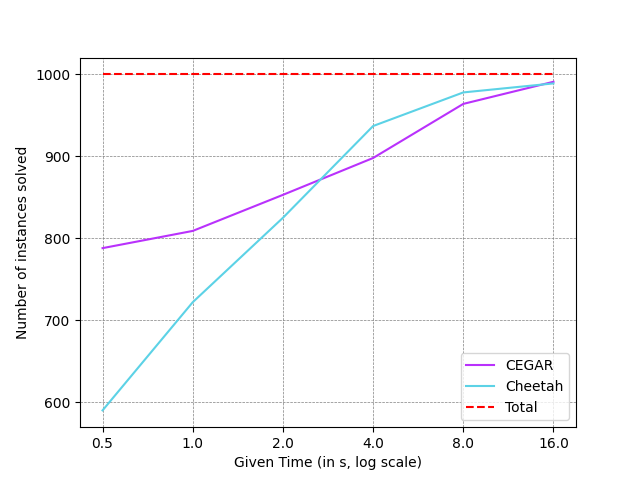 1000
900
800
700
600
Number of instances solved
CEGAR
Cheetah
Total
0.5 1.0 2.0 4.0 8.0 16.0
Given Time (in s, log scale)